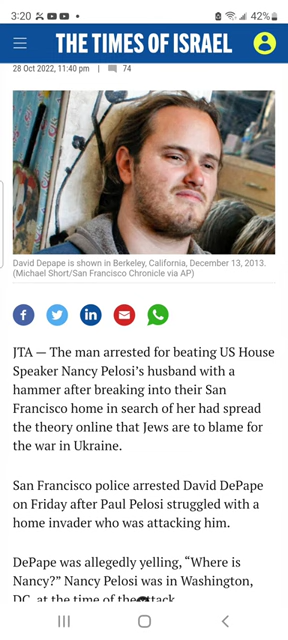 3:20
42%
THE TIMES OF ISRAEL
28 Oct 2022, 11:40 pm | 74
David Depape is shown in Berkeley, California, December 13, 2013.
(Michael Short/San Francisco Chronicle via AP)
JTA — The man arrested for beating US House
Speaker Nancy Pelosi's husband with a
hammer after breaking into their San
Francisco home in search of her had spread
the theory online that Jews are to blame for
the war in Ukraine.
San Francisco police arrested David DePape
on Friday after Paul Pelosi struggled with a
home invader who was attacking him.
DePape was allegedly yelling, “Where is
Nancy?” Nancy Pelosi was in Washington,
DC, at the time of the attack